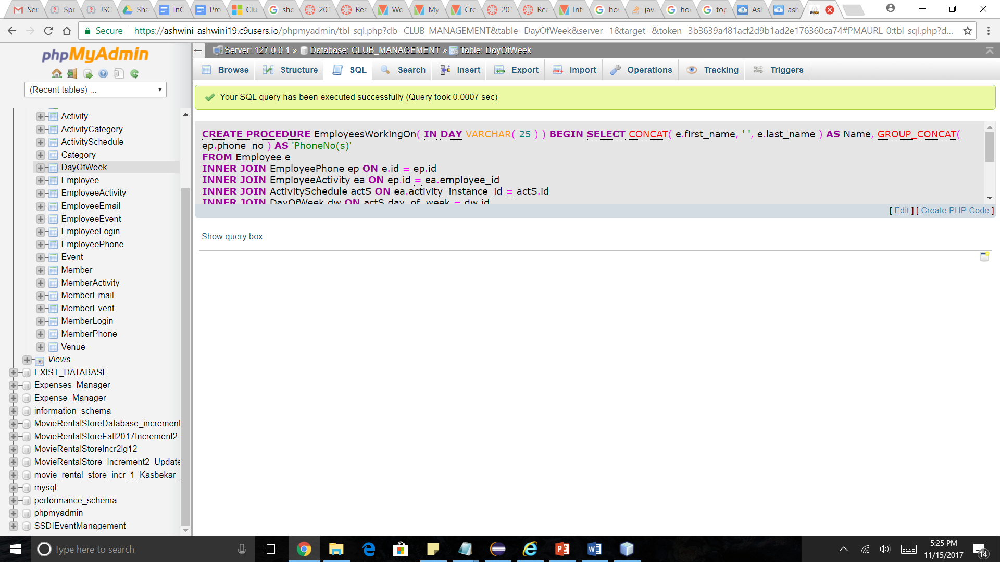 Ser
Spr
JSC
Sha
InC
Pro
Clu
sho
201
Rea
Wo
My
Cre
201
Rea
Intr
hov
java
hov
top
Ash
ash
Secure
https://ashwini-ashwini19.c9users.io/phpmyadmin/tbl_sql.php?db=CLUB_MANAGEMENT&table=DayOfWeek&server=1&target=&token=3b3639a481acf2d9b1ad2e176360ca74#PMAURL-0:tbl_sql.php?d...
phpMyAdmin
(Recent tables) ...
Activity
ActivityCategory
ActivitySchedule
Category
DayOfWeek
Employee
EmployeeActivity
EmployeeEmail
EmployeeEvent
EmployeeLogin
EmployeePhone
Event
Member
MemberActivity
MemberEmail
MemberEvent
MemberLogin
MemberPhone
Venue
Views
EXIST_DATABASE
Expenses_Manager
Expense_Manager
information_schema
MovieRentalStoreDatabase_increment
MovieRentalStoreFall2017Increment2
MovieRentalStoreIncr2Ig12
MovieRentalStore_Increment2_Update
movie_rental_store_incr_1_Kasbekar_
mysql
performance_schema
phpmyadmin
SSDIEventManagement
Server: 127.0.0.1 » Database: CLUB_MANAGEMENT » Table: DayOfWeek
Browse Structure SQL Search Insert Export Import Operations Tracking Triggers
Your SQL query has been executed successfully (Query took 0.0007 sec)
CREATE PROCEDURE EmployeesWorkingOn( IN DAY VARCHAR( 25 ) ) BEGIN SELECT CONCAT( e.first_name, ' ', e.last_name ) AS Name, GROUP_CONCAT(
ep.phone_no ) AS 'PhoneNo(s)'
FROM Employee e
INNER JOIN EmployeePhone ep ON e.id = ep.id
INNER JOIN EmployeeActivity ea ON ep.id = ea.employee_id
INNER JOIN ActivitySchedule actS ON ea.activity_instance_id = actS.id
INNER JOIN DayOfWeek dw ON actS.day_of_week = dw.id
[ Edit ] [ Create PHP Code ]
Show query box
Type here to search
5:25 PM
11/15/2017
14